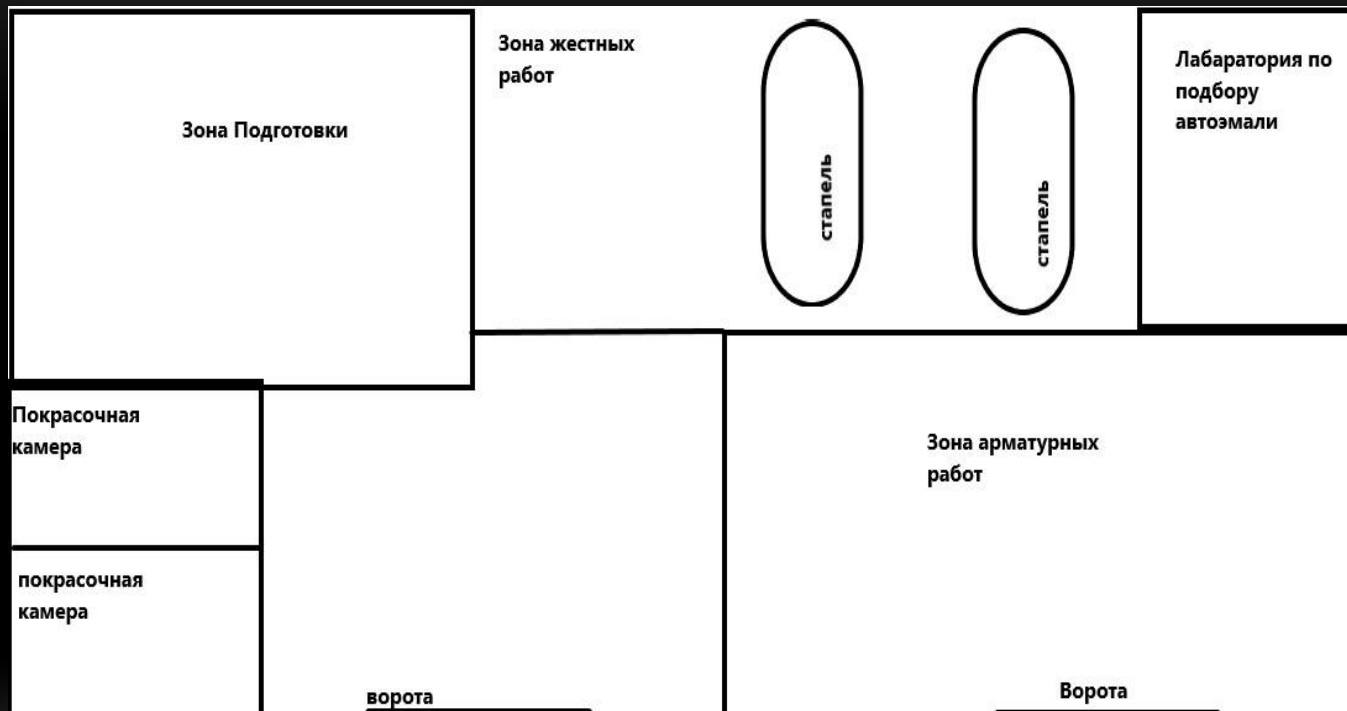 Зона Подготовки
Зона жестных
работ
стапель
стапель
Лабаратория по
подбору
автоэмали
Покрасочная
камера
покрасочная
камера
Зона арматурных
работ
ворота
Ворота